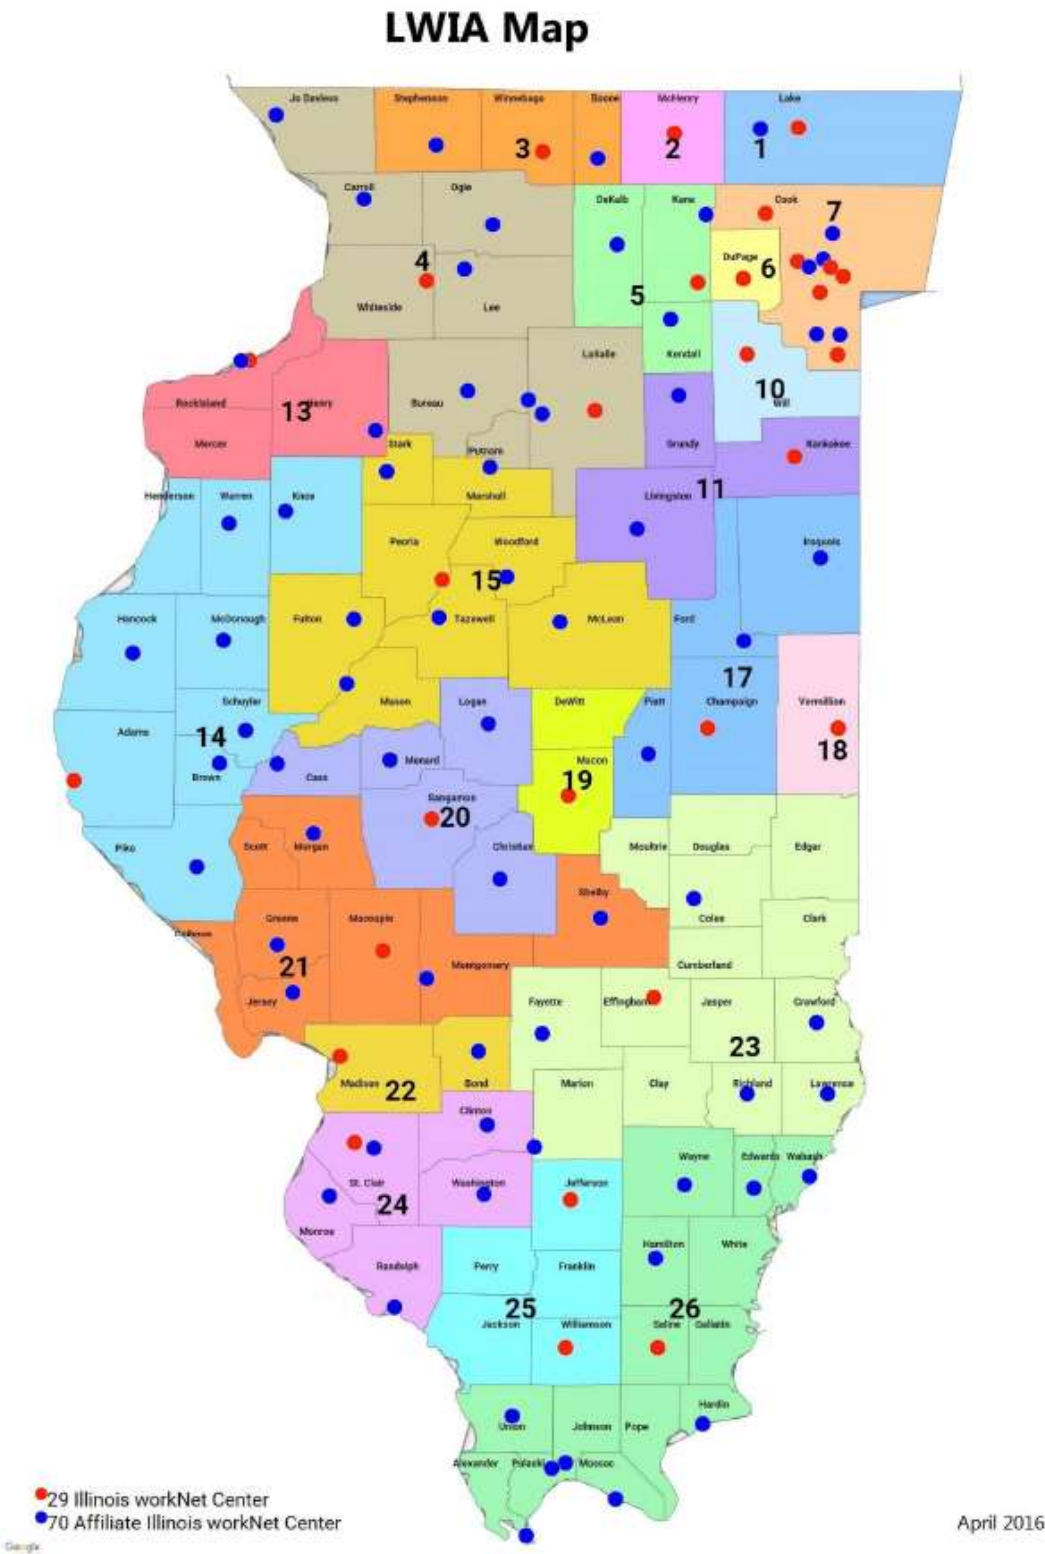 LWIA Map
Jo Daviess Stephenson Winnebago Boone McHenry Lake
3 2 1
Carroll Ogle DeKalb Kane Cook
7
4 DuPage 6
Whiteside Lee 5
LaSalle Kendall
RockIsland Henry 13 Bureau 10
Will
Mercer Stark Putnam Grundy Kankakee
Henderson Warren Knox Marshall Livingston 11
Peoria Woodford Iroquois
15
Hancock McDonough Fulton Tazewell McLean Ford
17
Schuyler Mason Logan DeWitt Piatt Champaign Vermillion
Adams 14 Menard Macon 18
Brown Cass 19
Sangamon
20
Pike Scott Morgan Christian Moultrie Douglas Edgar
Shelby
Calhoun Greene Macoupin Coles Clark
21 Montgomery Cumberland
Jersey Fayette Effingham Jasper Crawford
23
Madison 22 Bond Marion Clay Richland Lawrence
Clinton
Wayne Edwards Wabash
St. Clair Washington Jefferson
24
Monroe Hamilton White
Randolph Perry Franklin
25 26
Jackson Williamson Saline Gallatin
Hardin
Union Johnson Pope
Alexander Pulaski Massac
29 Illinois workNet Center
70 Affiliate Illinois workNet Center
April 2016
Google